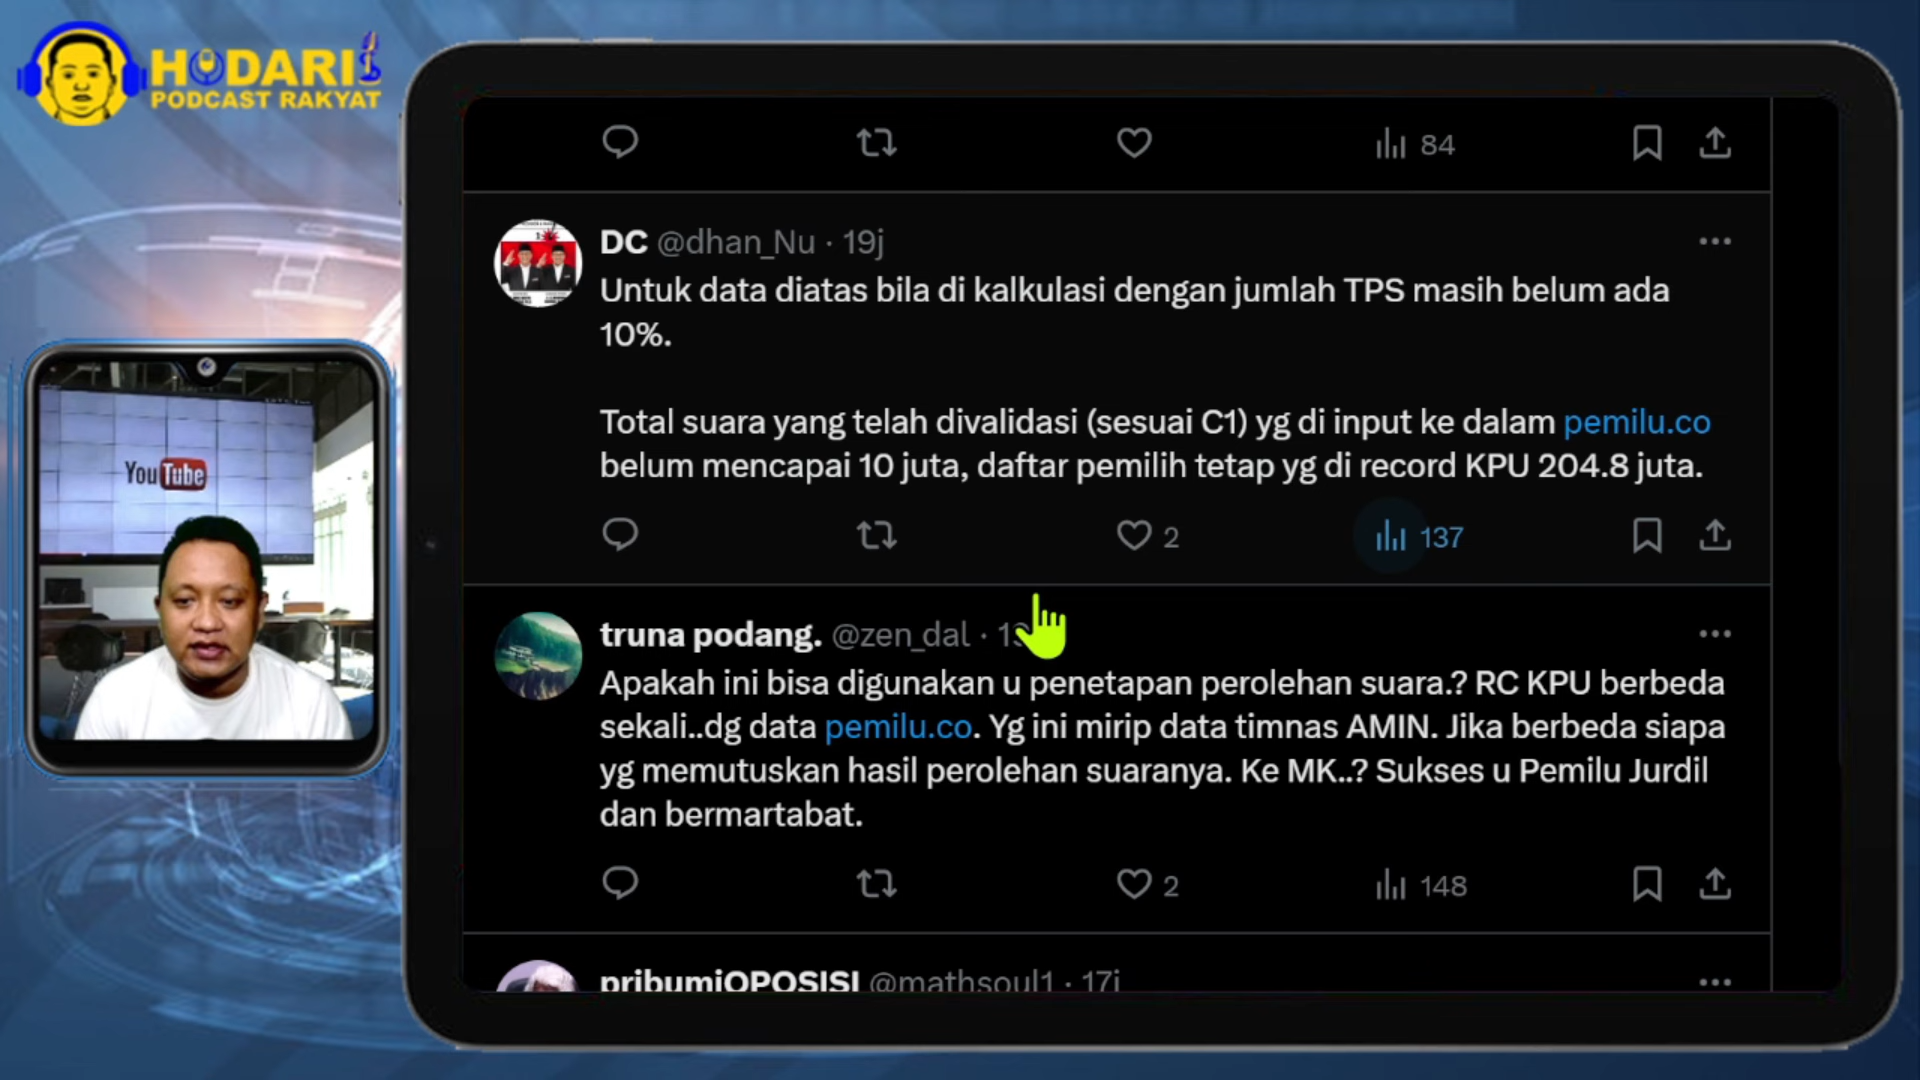 HODARI
PODCAST RAKYAT
84
DC @dhan_Nu · 19j
Untuk data diatas bila di kalkulasi dengan jumlah TPS masih belum ada
10%.
Total suara yang telah divalidasi (sesuai C1) yg di input ke dalam pemilu.co
belum mencapai 10 juta, daftar pemilih tetap yg di record KPU 204.8 juta.
2 137
YouTube
truna podang. @zen_dal ·
Apakah ini bisa digunakan u penetapan perolehan suara.? RC KPU berbeda
sekali..dg data pemilu.co. Yg ini mirip data timnas AMIN. Jika berbeda siapa
yg memutuskan hasil perolehan suaranya. Ke MK..? Sukses u Pemilu Jurdil
dan bermartabat.
2 148
pribumiOPOSISI @mathsoul1 · 17j